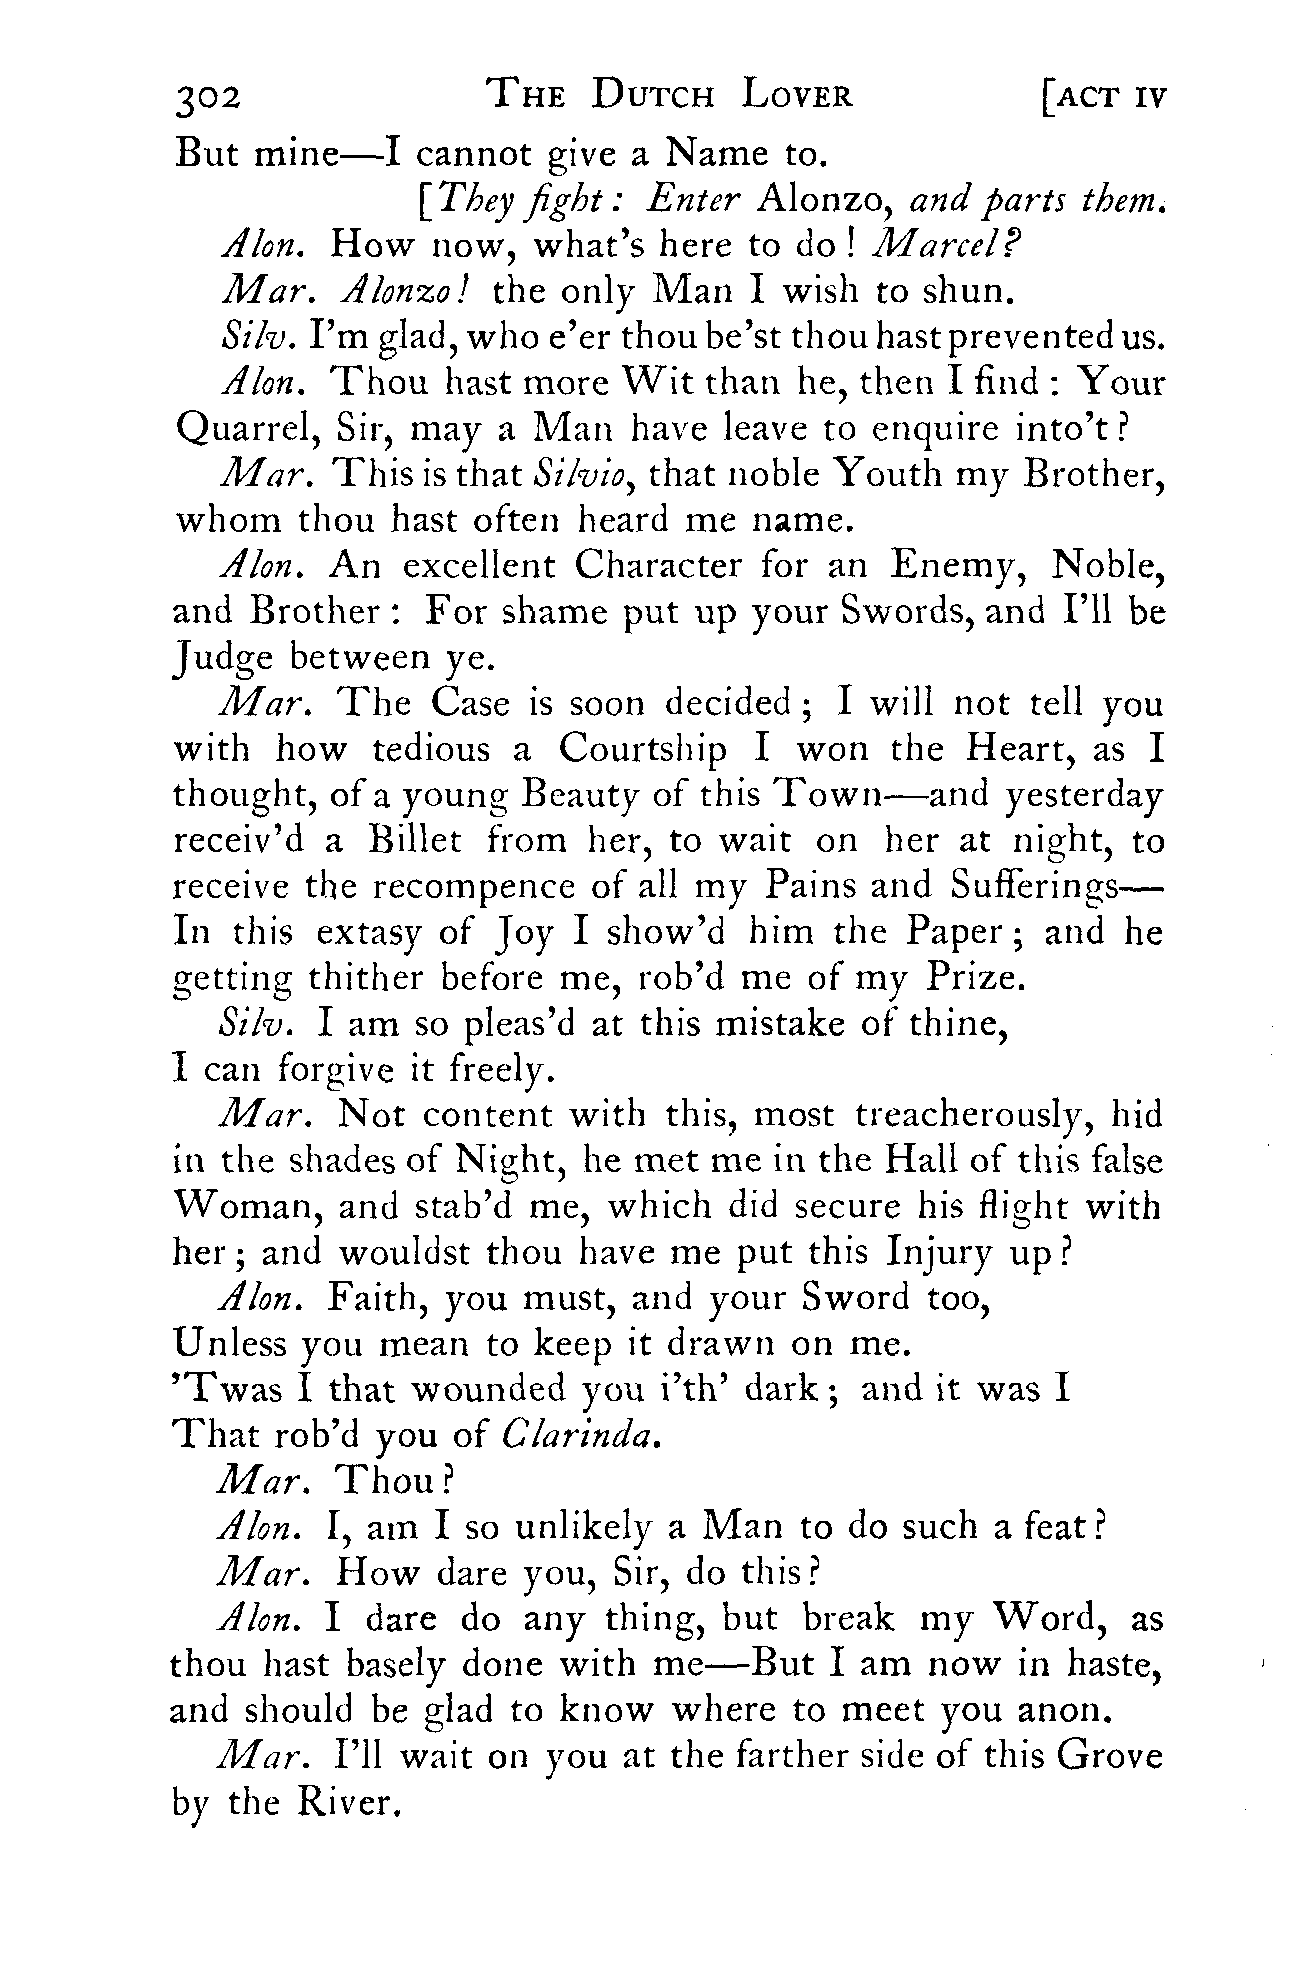 302 THE DUTCH LOVER [ACT IV
But mine—I cannot give a Name to.
[They fight : Enter Alonzo, and parts them.
Alon. How now, what's here to do ! Marcel?
Mar. Alonzo! the only Man I wish to shun.
Silv. I'm glad, who e'er thou be'st thou hast prevented us.
Alon. Thou hast more Wit than he, then I find : Your
Quarrel, Sir, may a Man have leave to enquire into't ?
Mar. This is that Silvio, that noble Youth my Brother,
whom thou hast often heard me name.
Alon. An excellent Character for an Enemy, Noble,
and Brother : For shame put up your Swords, and I'll be
Judge between ye.
Mar. The Case is soon decided ; I will not tell you
with how tedious a Courtship I won the Heart, as I
thought, of a young Beauty of this Town—and yesterday
receiv'd a Billet from her, to wait on her at night, to
receive the recompence of all my Pains and Sufferings—
In this extasy of Joy I show'd him the Paper ; and he
getting thither before me, rob'd me of my Prize.
Silv. I am so pleas'd at this mistake of thine,
I can forgive it freely.
Mar. Not content with this, most treacherously, hid
in the shades of Night, he met me in the Hall of this false
Woman, and stab'd me, which did secure his flight with
her ; and wouldst thou have me put this Injury up ?
Alon. Faith, you must, and your Sword too,
Unless you mean to keep it drawn on me.
'Twas I that wounded you i'th' dark ; and it was I
That rob'd you of Clarinda.
Mar. Thou ?
Alon. I, am I so unlikely a Man to do such a feat ?
Mar. How dare you, Sir, do this ?
Alon. I dare do any thing, but break my Word, as
thou hast basely done with me—But I am now in haste,
and should be glad to know where to meet you anon.
Mar. I'll wait on you at the farther side of this Grove
by the River.